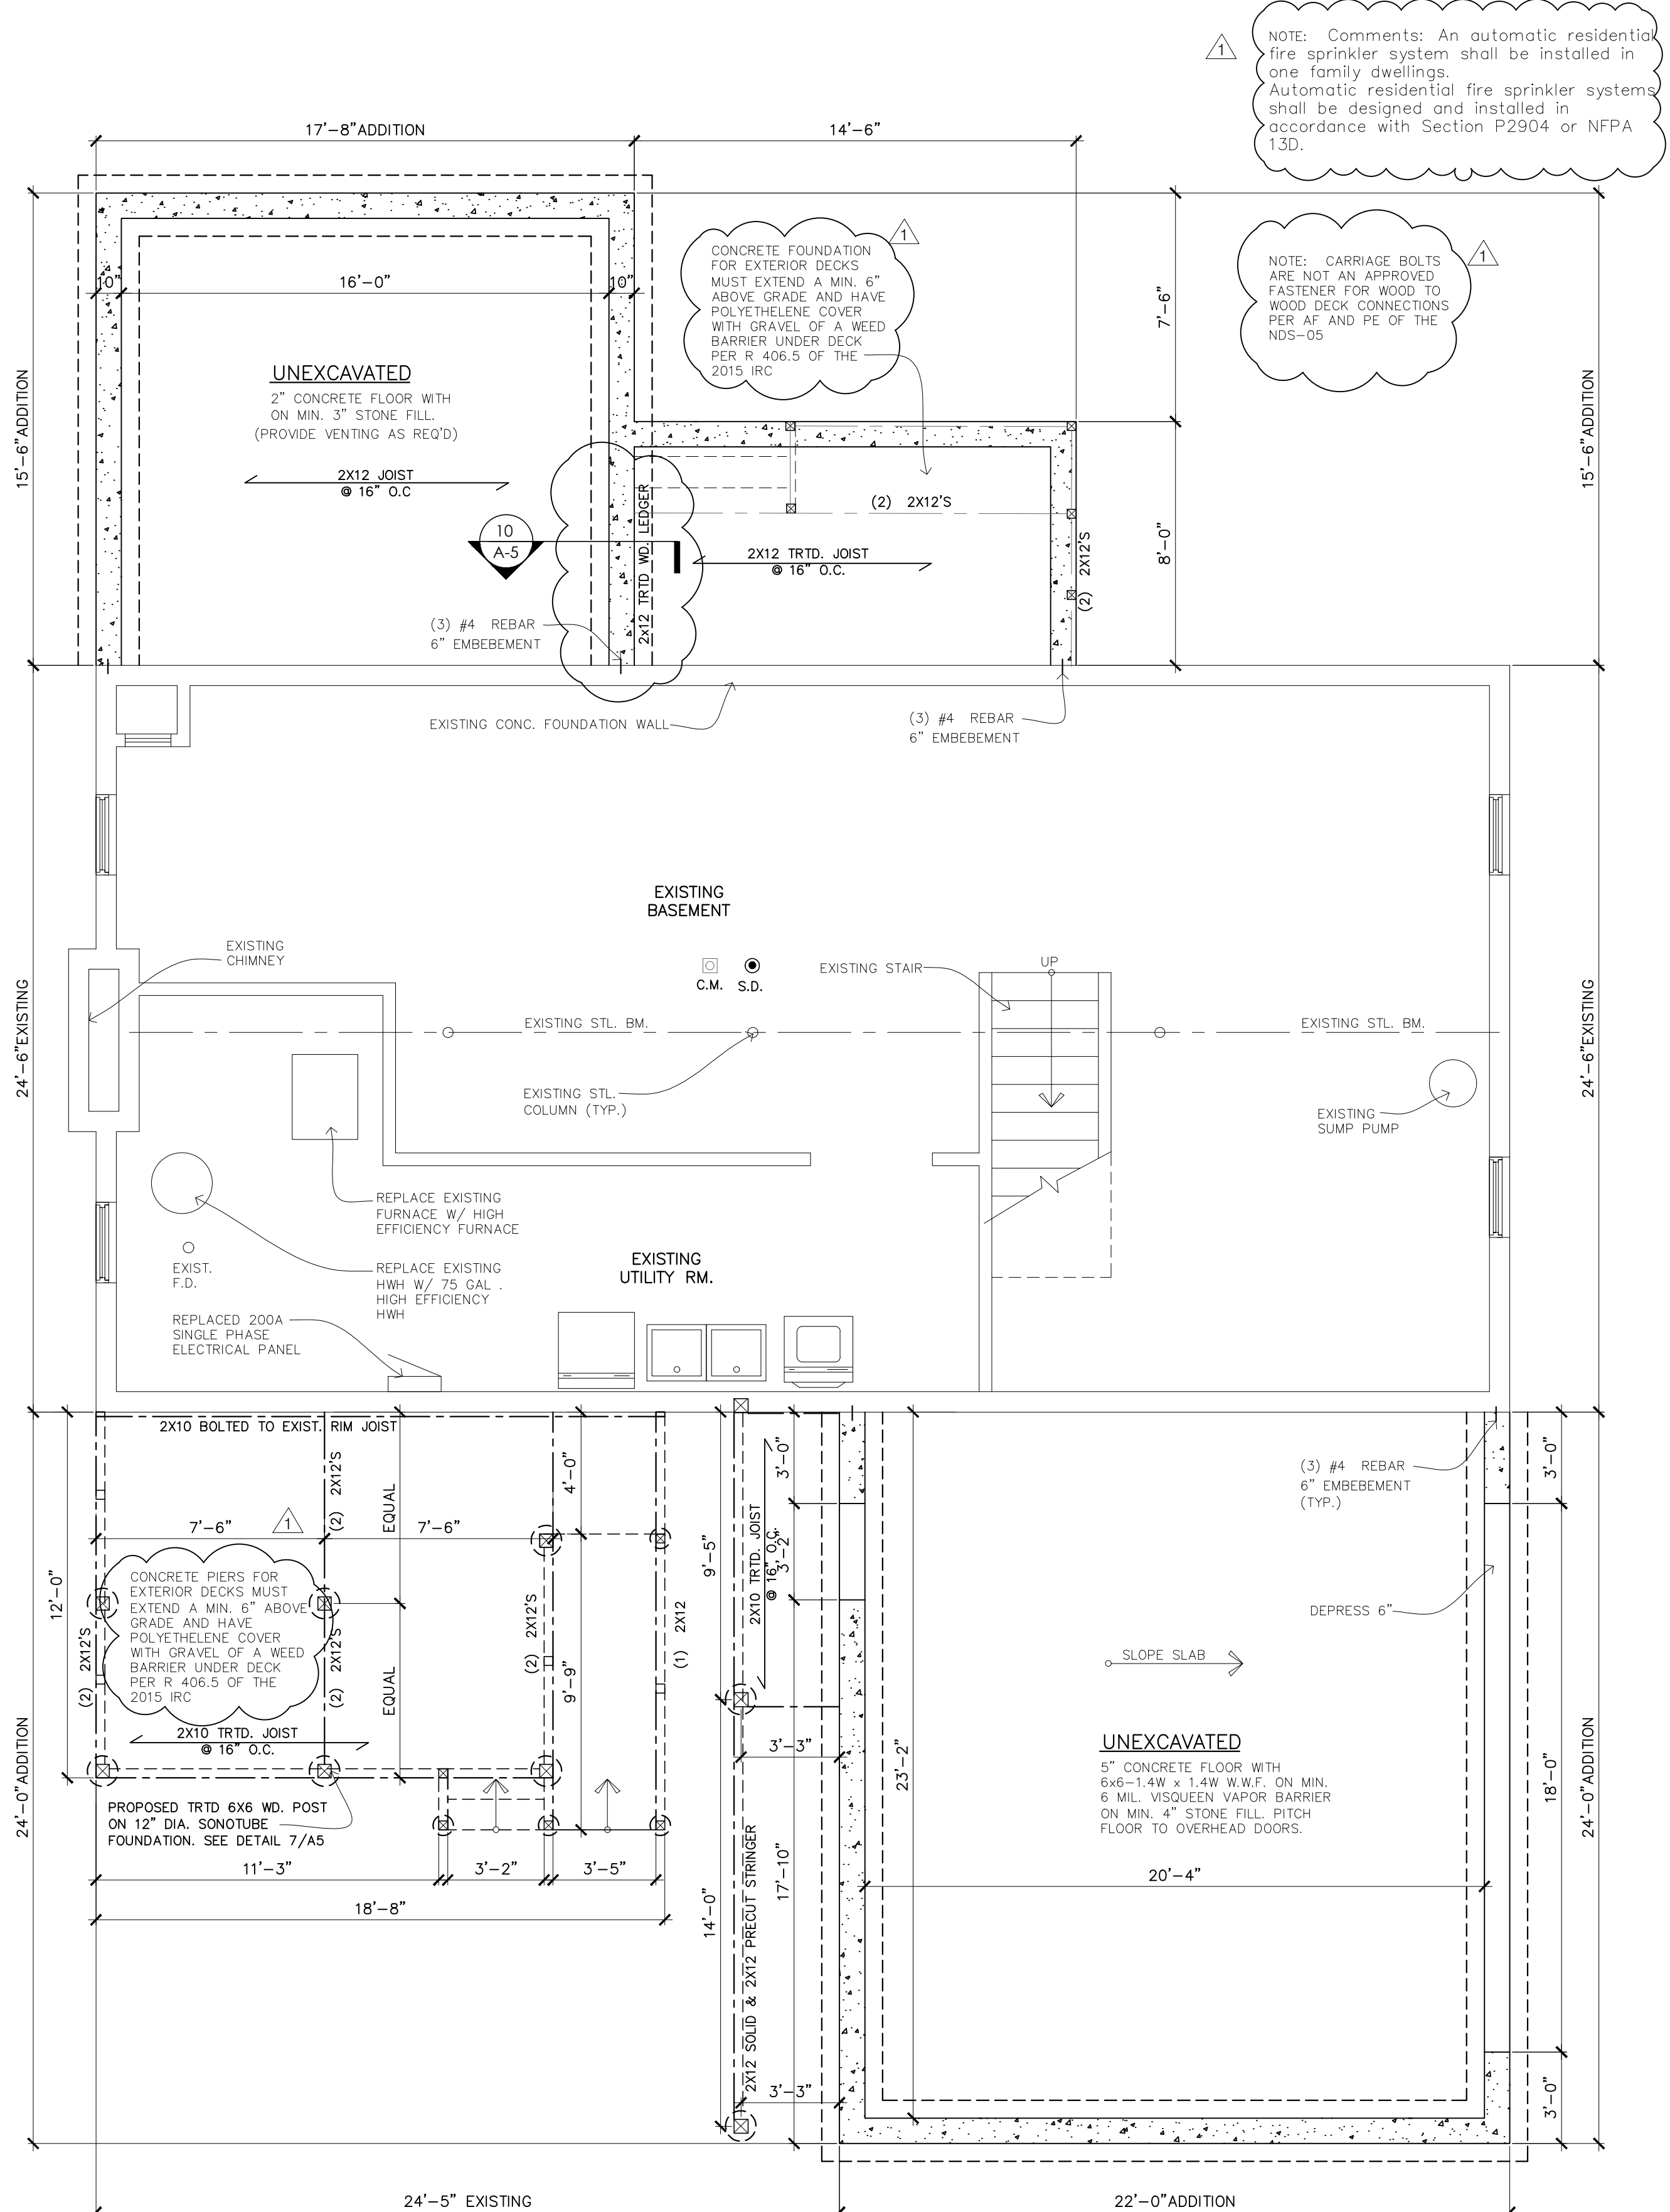 NOTE: Comments: An automatic residential
fire sprinkler system shall be installed in
one family dwellings.
Automatic residential fire sprinkler systems
shall be designed and installed in
accordance with Section P2904 or NFPA
13D.
1
17'-8"ADDITION
14'-6"
CONCRETE FOUNDATION
FOR EXTERIOR DECKS
MUST EXTEND A MIN. 6"
ABOVE GRADE AND HAVE
POLYETHELENE COVER
WITH GRAVEL OF A WEED
BARRIER UNDER DECK
PER R 406.5 OF THE
2015 IRC
1
NOTE: CARRIAGE BOLTS
ARE NOT AN APPROVED
FASTENER FOR WOOD TO
WOOD DECK CONNECTIONS
PER AF AND PE OF THE
NDS-05
1
10"
16'-0"
10"
7'-6"
15'-6"ADDITION
15'-6"ADDITION
UNEXCAVATED
2" CONCRETE FLOOR WITH
ON MIN. 3" STONE FILL.
(PROVIDE VENTING AS REQ'D)
2X12 JOIST
@ 16" O.C
10
A-5
2x12 TRTD WD. LEDGER
(2) 2X12'S
2X12 TRTD. JOIST
@ 16" O.C.
(2) 2X12'S
8'-0"
(3) #4 REBAR
6" EMBEBEMENT
EXISTING CONC. FOUNDATION WALL
(3) #4 REBAR
6" EMBEBEMENT
EXISTING
BASEMENT
EXISTING
CHIMNEY
C.M.
S.D.
EXISTING STAIR
UP
24'-6"EXISTING
24'-6"EXISTING
EXISTING STL. BM.
EXISTING STL. BM.
EXISTING STL.
COLUMN (TYP.)
EXISTING
SUMP PUMP
REPLACE EXISTING
FURNACE W/ HIGH
EFFICIENCY FURNACE
EXIST.
F.D.
REPLACE EXISTING
HWH W/ 75 GAL .
HIGH EFFICIENCY
HWH
EXISTING
UTILITY RM.
REPLACED 200A
SINGLE PHASE
ELECTRICAL PANEL
2X10 BOLTED TO EXIST. RIM JOIST
(2) 2X12'S
EQUAL
4'-0"
3'-0"
3'-0"
(3) #4 REBAR
6" EMBEBEMENT
(TYP.)
7'-6"
1
7'-6"
9'-5"
2X10 TRTD. JOIST
@ 16" O.C.
3'-2"
12'-0"
CONCRETE PIERS FOR
EXTERIOR DECKS MUST
EXTEND A MIN. 6" ABOVE
GRADE AND HAVE
POLYETHELENE COVER
WITH GRAVEL OF A WEED
BARRIER UNDER DECK
PER R 406.5 OF THE
2015 IRC
(2) 2X12'S
(2) 2X12'S
EQUAL
(2) 2X12'S
9'-9"
(1) 2X12
DEPRESS 6"
SLOPE SLAB
2X10 TRTD. JOIST
@ 16" O.C.
3'-3"
23'-2"
UNEXCAVATED
5" CONCRETE FLOOR WITH
6x6-1.4W x 1.4W W.W.F. ON MIN.
6 MIL. VISQUEEN VAPOR BARRIER
ON MIN. 4" STONE FILL. PITCH
FLOOR TO OVERHEAD DOORS.
24'-0"ADDITION
18'-0"
24'-0"ADDITION
PROPOSED TRTD 6X6 WD. POST
ON 12" DIA. SONOTUBE
FOUNDATION. SEE DETAIL 7/A5
11'-3"
3'-2"
3'-5"
18'-8"
14'-0"
2X12 SOLID & 2X12 PRECUT STRINGER
17'-10"
20'-4"
3'-3"
3'-0"
24'-5" EXISTING
22'-0"ADDITION